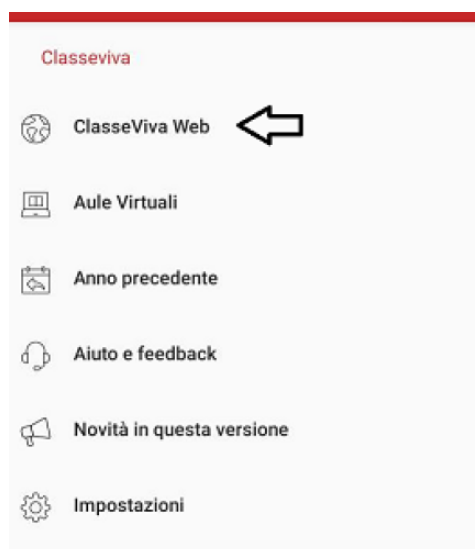 Classeviva
ClasseViva Web
Aule Virtuali
Anno precedente
Aiuto e feedback
Novità in questa versione
Impostazioni